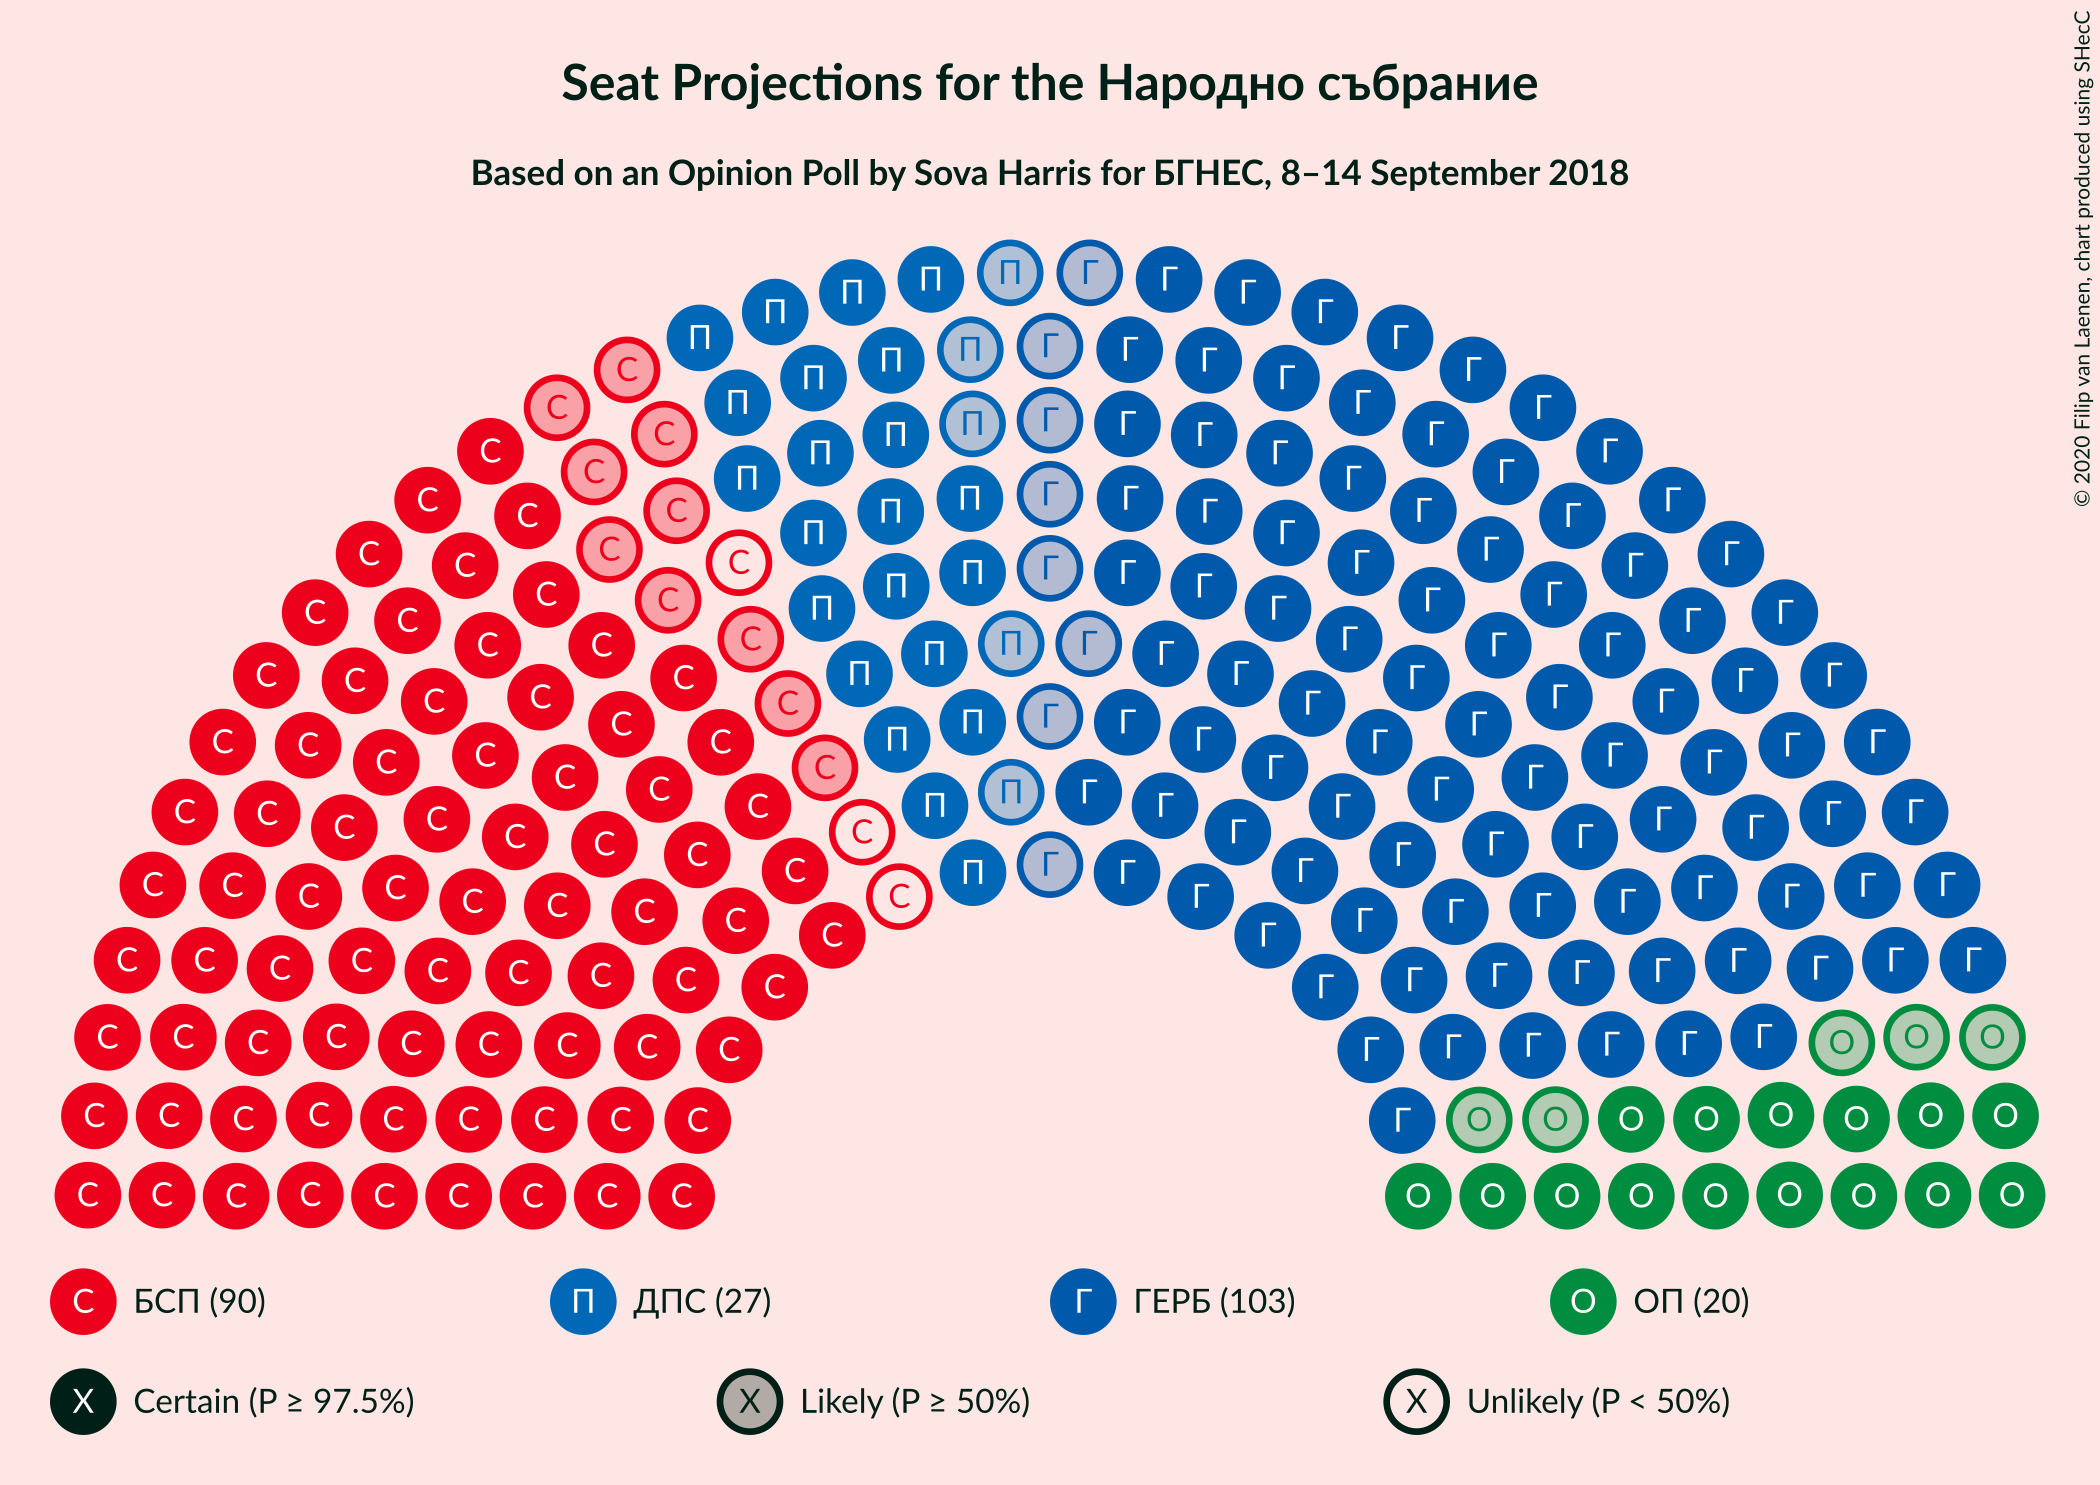 Seat Projections for the Народно събрание
Based on an Opinion Poll by Sova Harris for БГНЕС, 8–14 September 2018
© 2020 Filip van Laenen, chart produced using SHecC
С БСП (90)
П ДПС (27)
Г ГЕРБ (103)
О ОП (20)
X Certain (P ≥ 97.5%)
X Likely (P ≥ 50%)
X Unlikely (P < 50%)